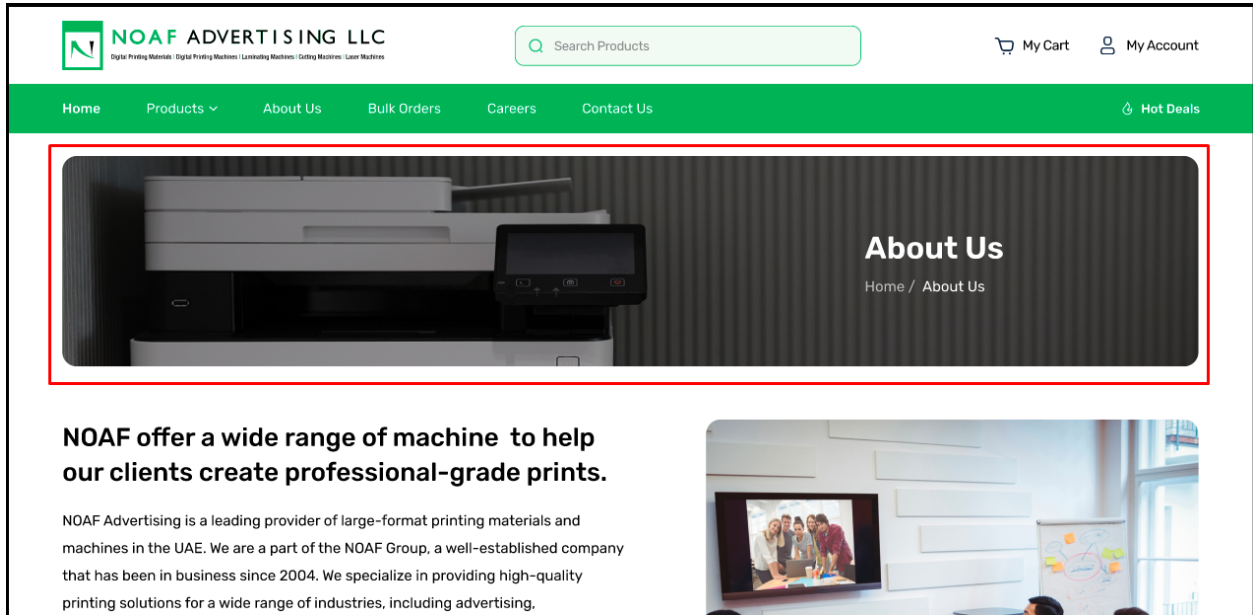 NOAF ADVERTISING LLC
Digital Printing Materials | Digital Printing Machines | Laminating Machines | Cutting Machines | Laser Machines
Search Products
My Cart
My Account
Home
Products
About Us
Bulk Orders
Careers
Contact Us
Hot Deals
About Us
Home / About Us
NOAF offer a wide range of machine to help
our clients create professional-grade prints.
NOAF Advertising is a leading provider of large-format printing materials and
machines in the UAE. We are a part of the NOAF Group, a well-established company
that has been in business since 2004. We specialize in providing high-quality
printing solutions for a wide range of industries, including advertising,